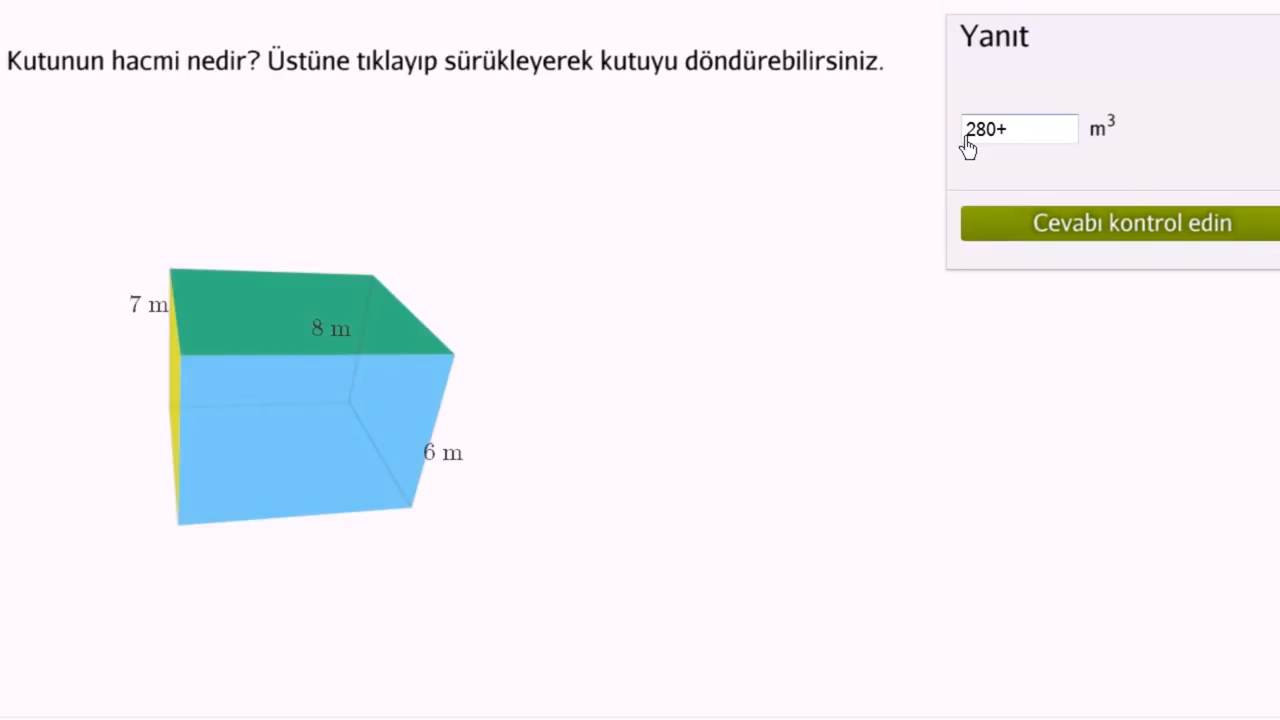 Kutunun hacmi nedir? Üstüne tıklayıp sürükleyerek kutuyu döndürebilirsiniz.
Yanıt
280+ m³
Cevabı kontrol edin
7 m
8 m
6 m